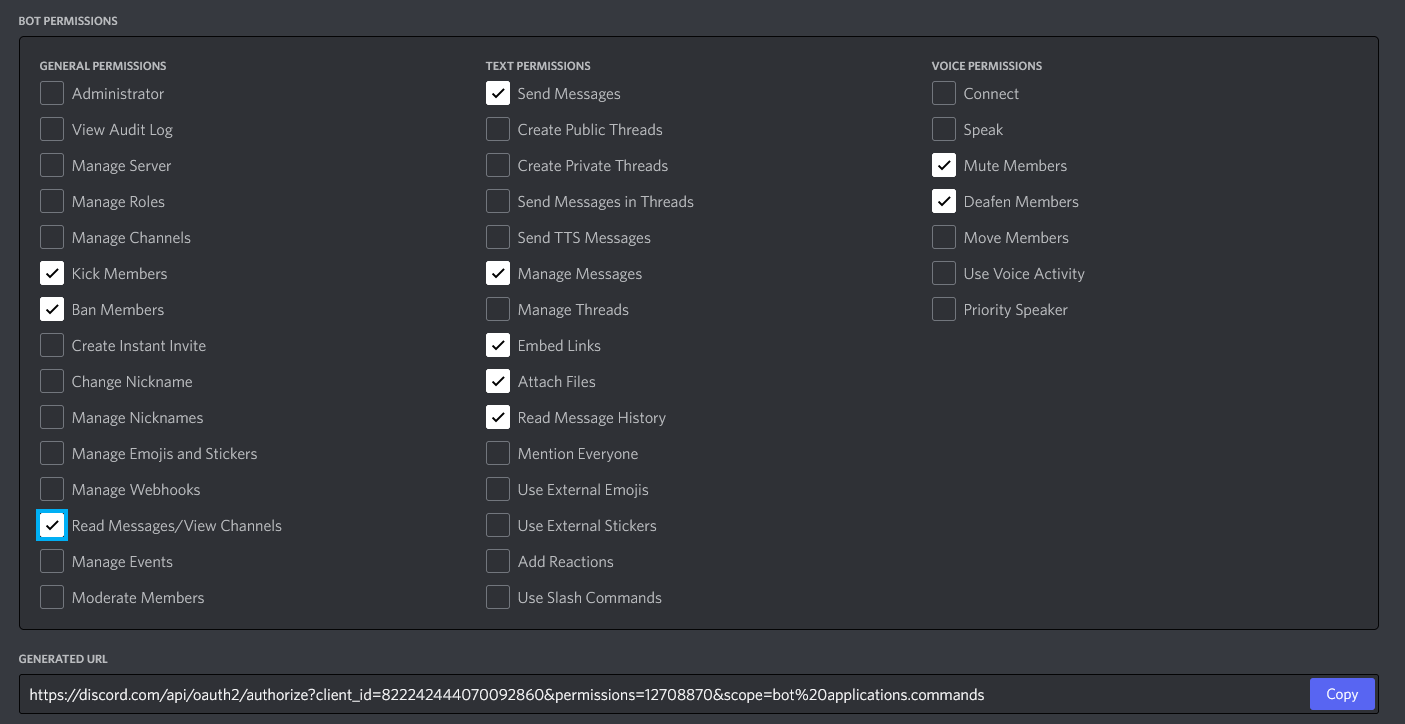 BOT PERMISSIONS
GENERAL PERMISSIONS
Administrator
View Audit Log
Manage Server
Manage Roles
Manage Channels
Kick Members
Ban Members
Create Instant Invite
Change Nickname
Manage Nicknames
Manage Emojis and Stickers
Manage Webhooks
Read Messages/View Channels
Manage Events
Moderate Members
TEXT PERMISSIONS
Send Messages
Create Public Threads
Create Private Threads
Send Messages in Threads
Send TTS Messages
Manage Messages
Manage Threads
Embed Links
Attach Files
Read Message History
Mention Everyone
Use External Emojis
Use External Stickers
Add Reactions
Use Slash Commands
VOICE PERMISSIONS
Connect
Speak
Mute Members
Deafen Members
Move Members
Use Voice Activity
Priority Speaker
GENERATED URL
https://discord.com/api/oauth2/authorize?client_id=822242444070092860&permissions=12708870&scope=bot%20applications.commands
Copy